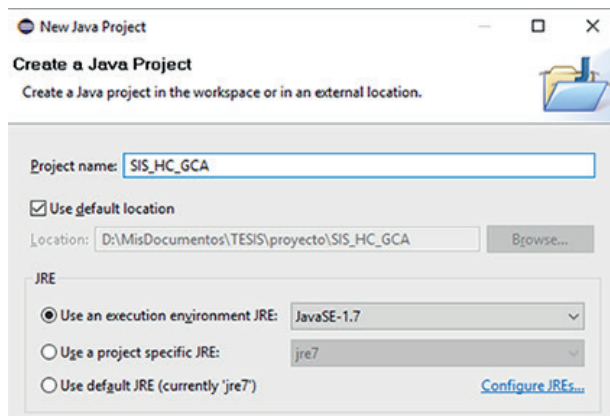 New Java Project
Create a Java Project
Create a Java project in the workspace or in an external location.
Project name: SIS_HC_GCA
Use default location
Location: D:\MisDocumentos\TESIS\proyecto\SIS_HC_GCA Browse...
JRE
Use an execution environment JRE: JavaSE-1.7
Use a project specific JRE: jre7
Use default JRE (currently 'jre7') Configure JREs...